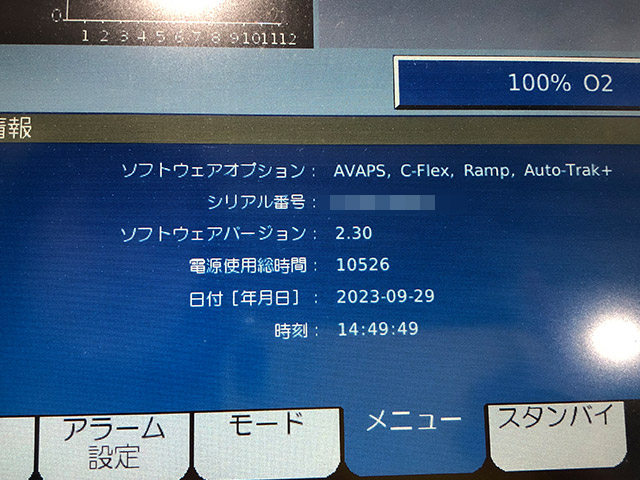 0
1 2 3 4 5 6 7 8 9 10 11 12
100% O2
情報
ソフトウェアオプション： AVAPS, C-Flex, Ramp, Auto-Trak+
シリアル番号：
ソフトウェアバージョン： 2.30
電源使用総時間： 10526
日付［年月日］： 2023-09-29
時刻： 14:49:49
アラーム
設定
モード
メニュー
スタンバイ